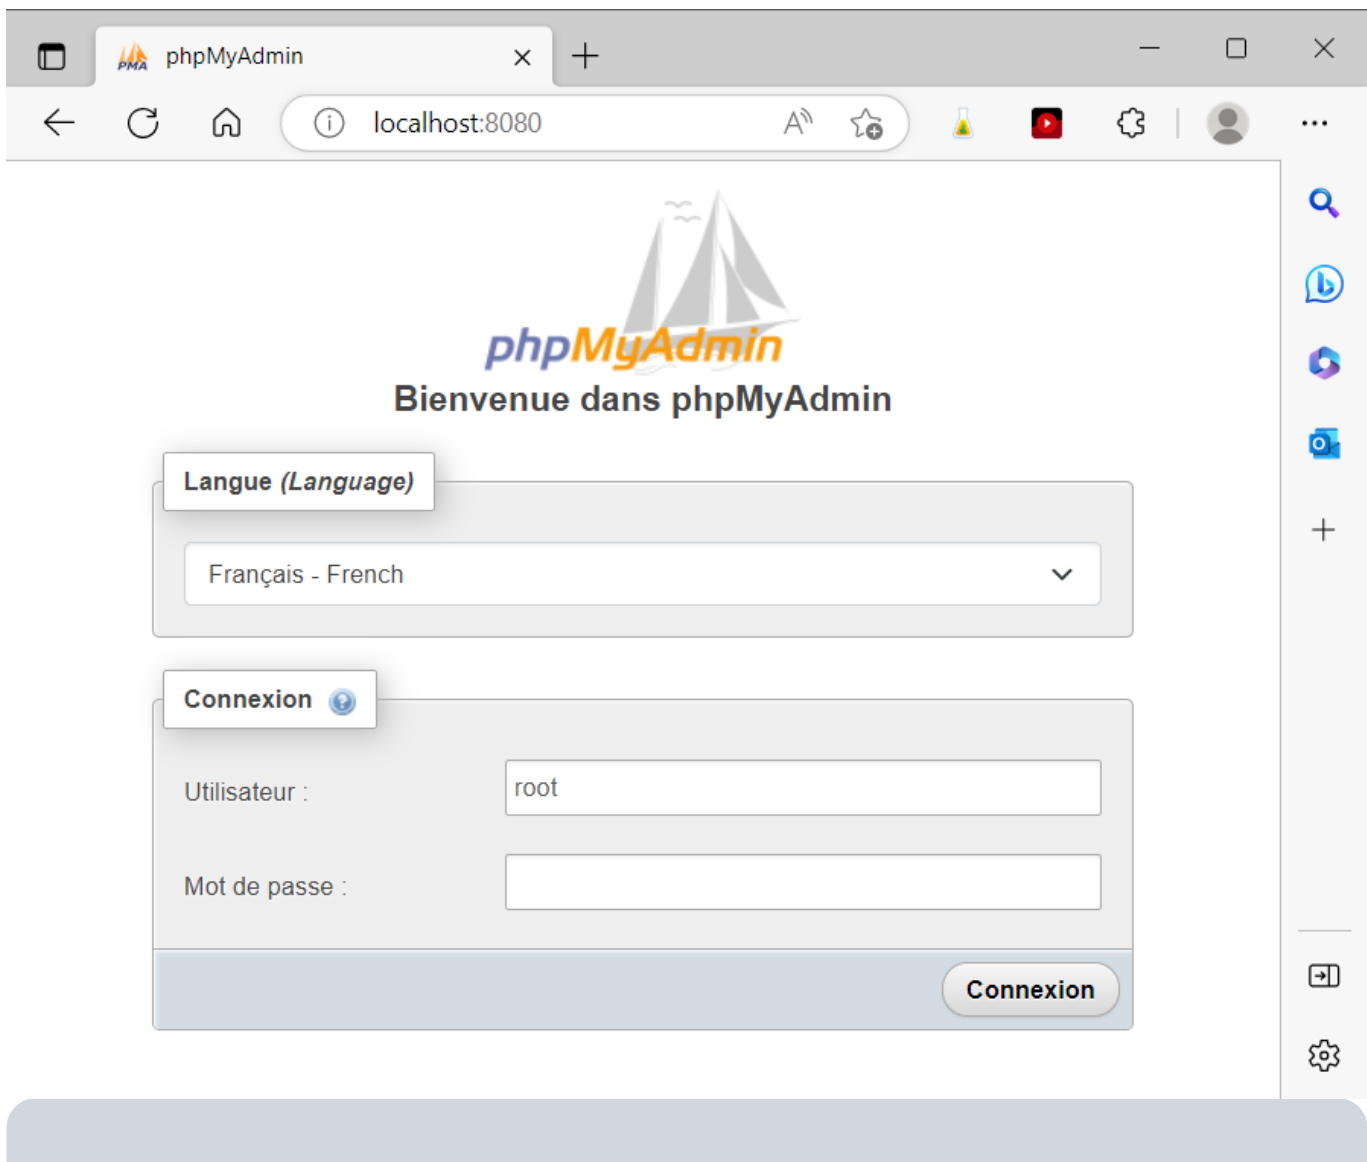 phpMyAdmin
localhost:8080
phpMyAdmin
Bienvenue dans phpMyAdmin
Langue (Language)
Français - French
Connexion
Utilisateur :
root
Mot de passe :
Connexion